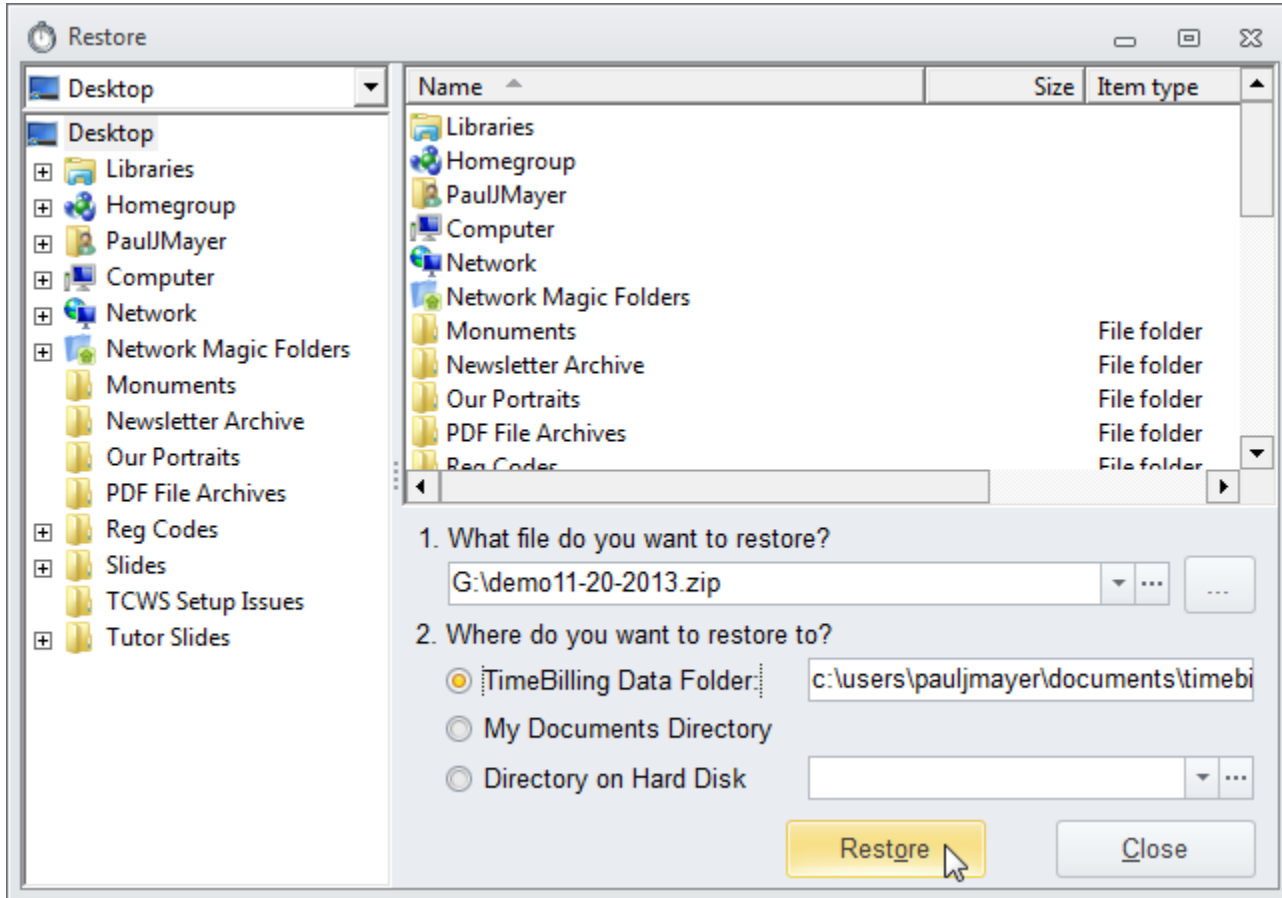 Restore
Desktop
Desktop
Libraries
Homegroup
PaulJMayer
Computer
Network
Network Magic Folders
Monuments
Newsletter Archive
Our Portraits
PDF File Archives
Reg Codes
Slides
TCWS Setup Issues
Tutor Slides
Name Size Item type
Libraries
Homegroup
PaulJMayer
Computer
Network
Network Magic Folders
Monuments File folder
Newsletter Archive File folder
Our Portraits File folder
PDF File Archives File folder
Reg Codes File folder
1. What file do you want to restore?
G:\demo11-20-2013.zip
...
2. Where do you want to restore to?
TimeBilling Data Folder: c:\users\pauljmayer\documents\timebi
My Documents Directory
Directory on Hard Disk
Restore Close